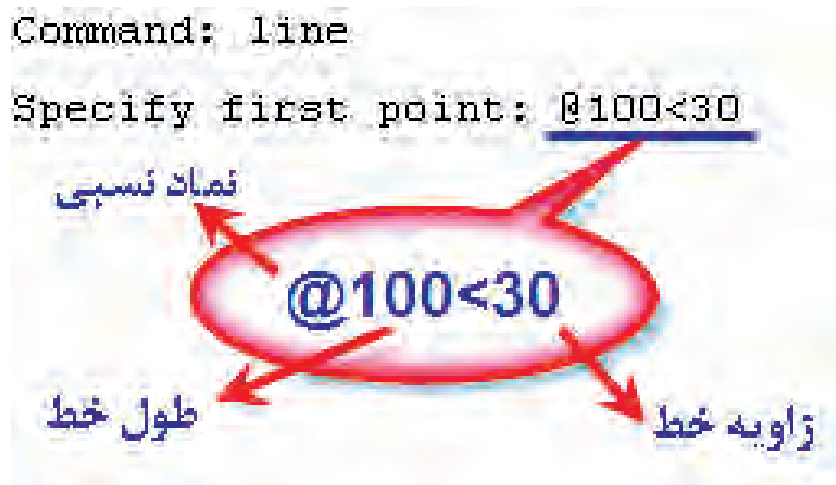 Command: line
Specify first point: @100<30
نماد نسبی
@100<30
طول خط
زاویه خط